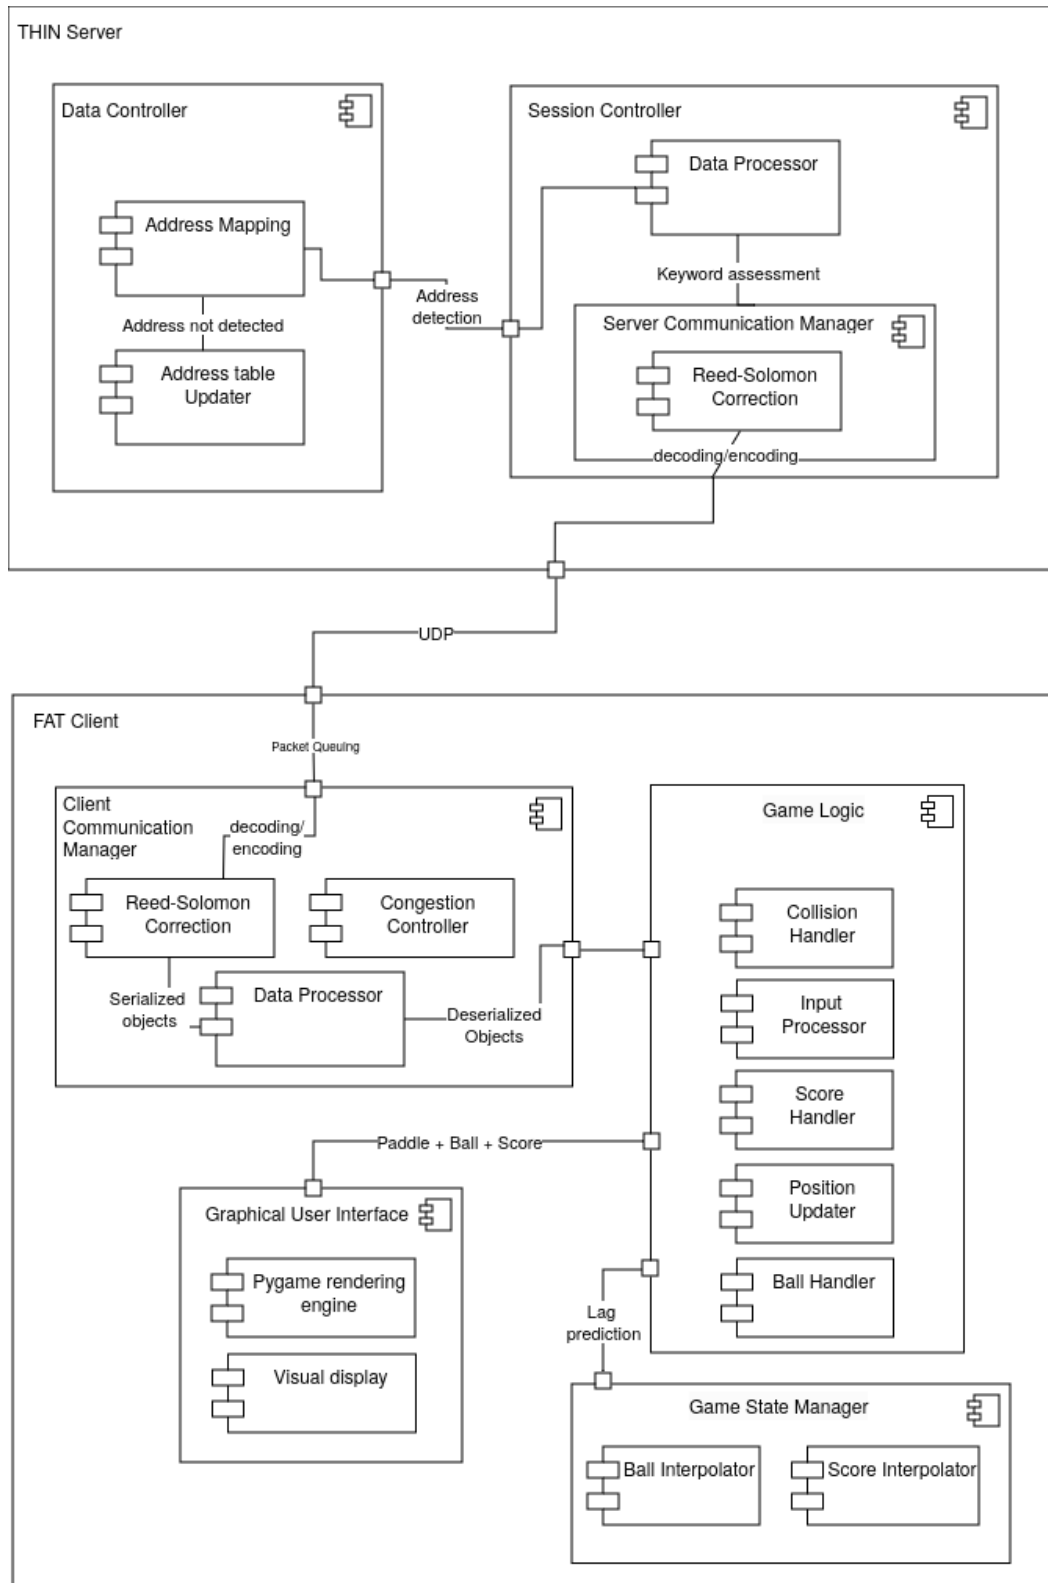 THIN Server
Data Controller
Session Controller
Data Processor
Address Mapping
Keyword assessment
Address
detection
Address not detected
Server Communication Manager
Address table
Updater
Reed-Solomon
Correction
decoding/encoding
UDP
FAT Client
Packet Queuing
Client
Communication
Manager
decoding/
encoding
Game Logic
Reed-Solomon
Correction
Congestion
Controller
Collision
Handler
Serialized
objects
Data Processor
Deserialized
Objects
Input
Processor
Score
Handler
Paddle + Ball + Score
Position
Updater
Graphical User Interface
Pygame rendering
engine
Ball Handler
Lag
prediction
Visual display
Game State Manager
Ball Interpolator
Score Interpolator